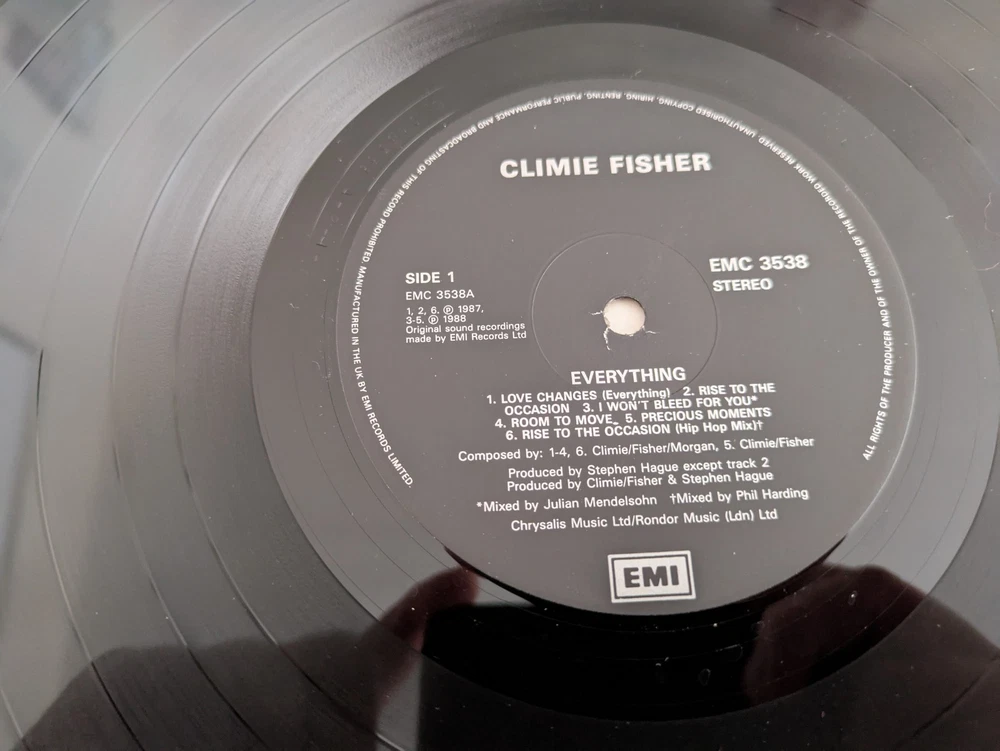 CLIMIE FISHER
SIDE 1
EMC 3538A
1, 2, 6. ℗ 1987,
3-5. ℗ 1988
Original sound recordings
made by EMI Records Ltd
EMC 3538
STEREO
EVERYTHING
1. LOVE CHANGES (Everything) 2. RISE TO THE
OCCASION 3. I WON'T BLEED FOR YOU*
4. ROOM TO MOVE, 5. PRECIOUS MOMENTS
6. RISE TO THE OCCASION (Hip Hop Mix)†
Composed by: 1-4, 6. Climie/Fisher/Morgan, 5. Climie/Fisher
Produced by Stephen Hague except track 2
Produced by Climie/Fisher & Stephen Hague
*Mixed by Julian Mendelsohn †Mixed by Phil Harding
Chrysalis Music Ltd/Rondor Music (Ldn) Ltd
EMI
ALL RIGHTS OF THE PRODUCER AND OF THE OWNER OF THE RECORDED WORK RESERVED. UNAUTHORISED COPYING, HIRING, RENTING, PUBLIC PERFORMANCE AND BROADCASTING OF THIS RECORD PROHIBITED. MANUFACTURED IN THE UK BY EMI RECORDS LIMITED.